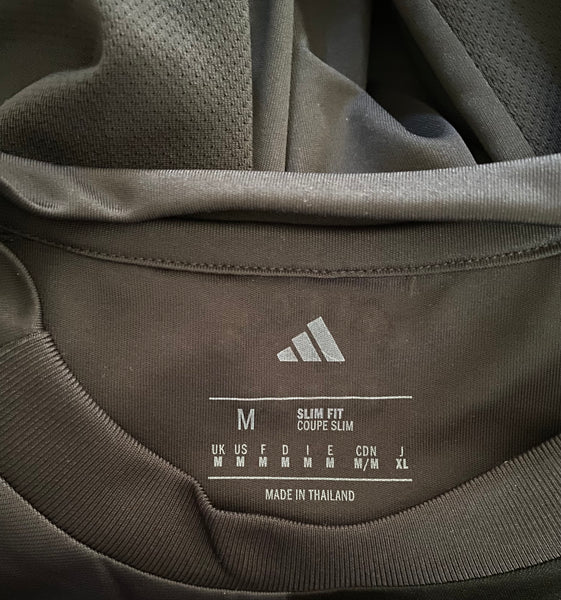 M SLIM FIT
COUPE SLIM
UK US F D I E CDN J
M M M M M M M/M XL
MADE IN THAILAND